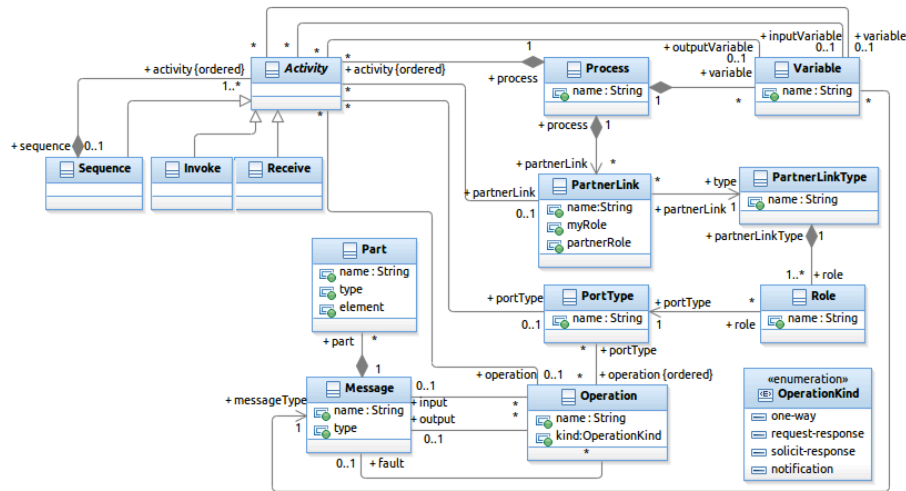 * * * * 1 + inputVariable + variable
0..1 0..1
+ outputVariable
0..1
+ activity {ordered} Activity + activity {ordered} + process Process + variable Variable
name : String name : String
1..* * 1 * *
* * 1
+ process
+ sequence 0..1
Sequence Invoke Receive
+ partnerLink *
+ partnerLink PartnerLink * + type PartnerLinkType
0..1 name:String + partnerLink 1 name : String
myRole
partnerRole + partnerLinkType 1
Part
name : String 1..* + role
type + portType PortType + portType * Role
element 0..1 name : String 1 + role name : String
+ part * * + portType
1 + operation 0..1 * + operation {ordered}
+ messageType Message 0..1 Operation
1 name : String + input * name : String
type + output * kind:OperationKind
0..1 *
0..1 + fault
«enumeration»
OperationKind
one-way
request-response
solicit-response
notification